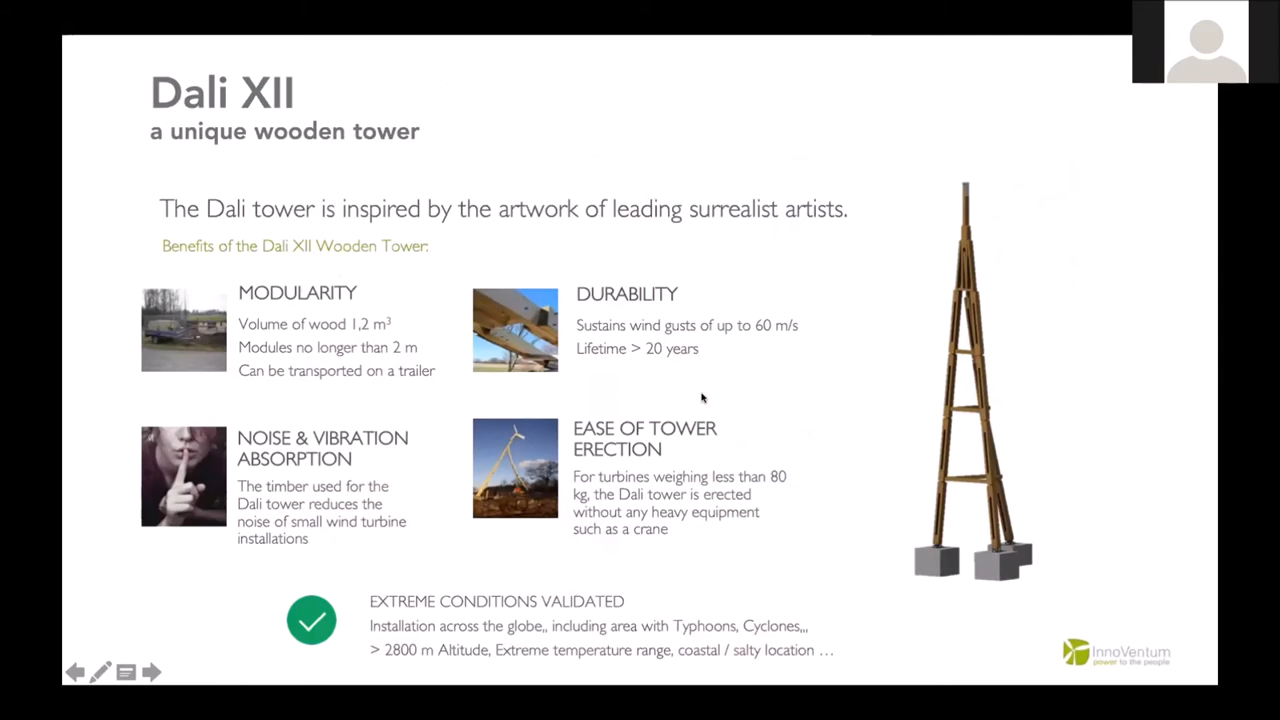 Dali XII
a unique wooden tower
The Dali tower is inspired by the artwork of leading surrealist artists.
Benefits of the Dali XII Wooden Tower:
MODULARITY
Volume of wood 1,2 m³
Modules no longer than 2 m
Can be transported on a trailer
DURABILITY
Sustains wind gusts of up to 60 m/s
Lifetime > 20 years
NOISE & VIBRATION
ABSORPTION
The timber used for the
Dali tower reduces the
noise of small wind turbine
installations
EASE OF TOWER
ERECTION
For turbines weighing less than 80
kg, the Dali tower is erected
without any heavy equipment
such as a crane
EXTREME CONDITIONS VALIDATED
Installation across the globe,, including area with Typhoons, Cyclones,,,
> 2800 m Altitude, Extreme temperature range, coastal / salty location …
InnoVentum
power to the people